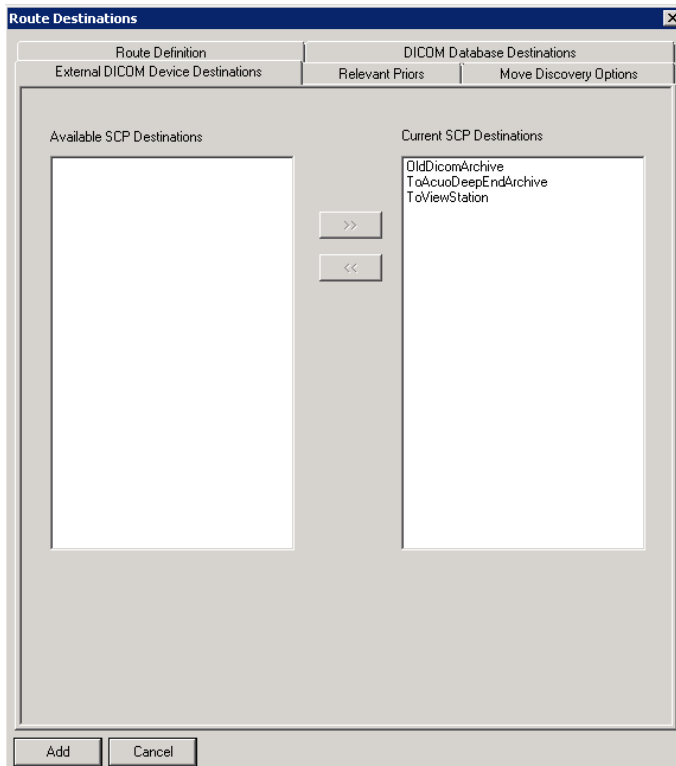 Route Destinations
Route Definition
DICOM Database Destinations
External DICOM Device Destinations
Relevant Priors
Move Discovery Options
Available SCP Destinations
Current SCP Destinations
OldDicomArchive
ToAcuoDeepEndArchive
ToViewStation
>>
<<
Add
Cancel